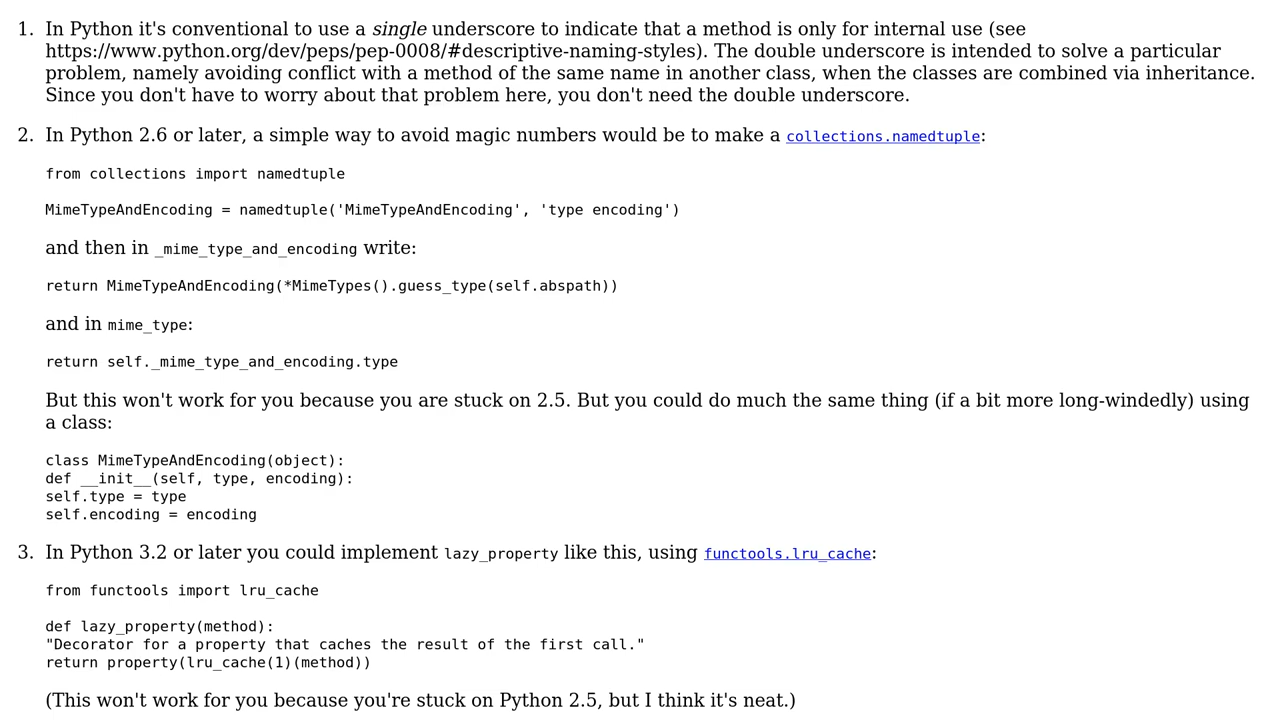 1. In Python it's conventional to use a single underscore to indicate that a method is only for internal use (see
https://www.python.org/dev/peps/pep-0008/#descriptive-naming-styles). The double underscore is intended to solve a particular
problem, namely avoiding conflict with a method of the same name in another class, when the classes are combined via inheritance.
Since you don't have to worry about that problem here, you don't need the double underscore.
2. In Python 2.6 or later, a simple way to avoid magic numbers would be to make a collections.namedtuple:
from collections import namedtuple
MimeTypeAndEncoding = namedtuple('MimeTypeAndEncoding', 'type encoding')
and then in _mime_type_and_encoding write:
return MimeTypeAndEncoding(*MimeTypes().guess_type(self.abspath))
and in mime_type:
return self._mime_type_and_encoding.type
But this won't work for you because you are stuck on 2.5. But you could do much the same thing (if a bit more long-windedly) using
a class:
class MimeTypeAndEncoding(object):
def __init__(self, type, encoding):
self.type = type
self.encoding = encoding
3. In Python 3.2 or later you could implement lazy_property like this, using functools.lru_cache:
from functools import lru_cache
def lazy_property(method):
"Decorator for a property that caches the result of the first call."
return property(lru_cache(1)(method))
(This won't work for you because you're stuck on Python 2.5, but I think it's neat.)